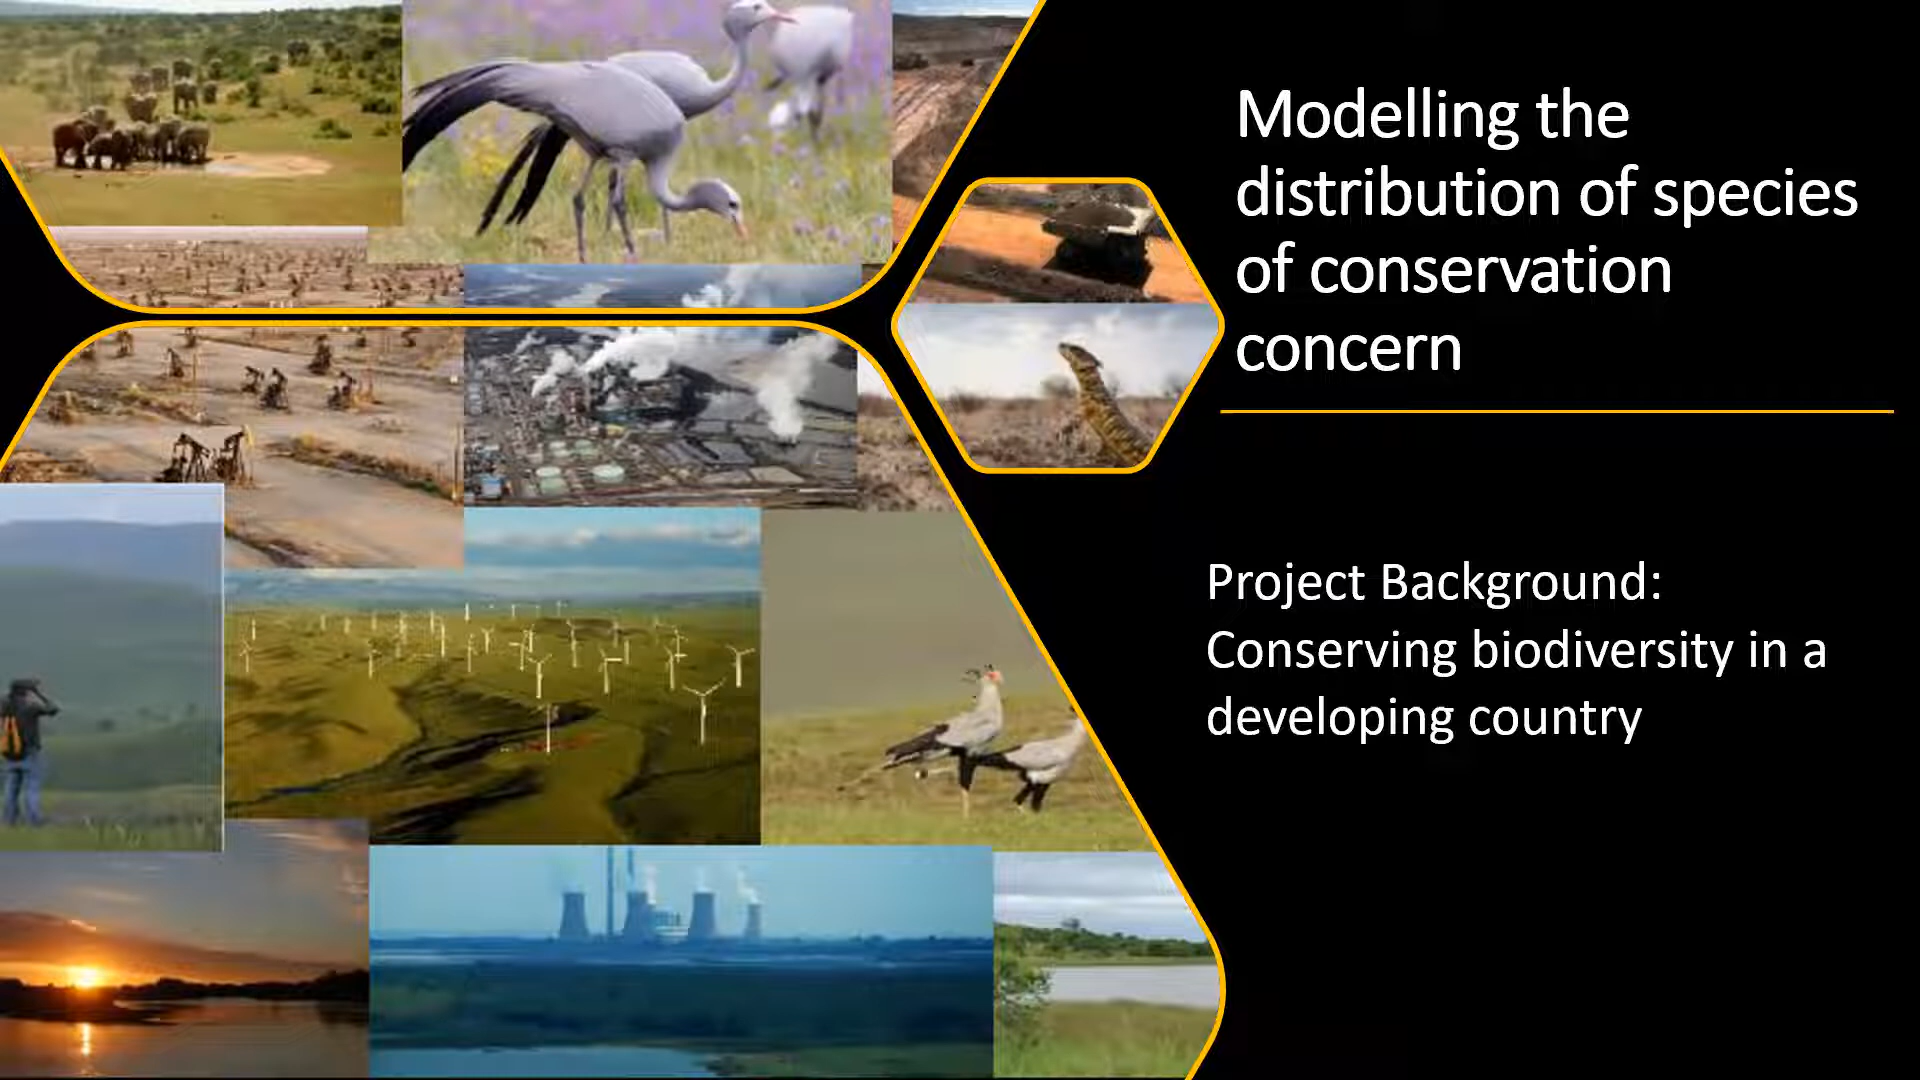 Modelling the
distribution of species
of conservation
concern
Project Background:
Conserving biodiversity in a
developing country